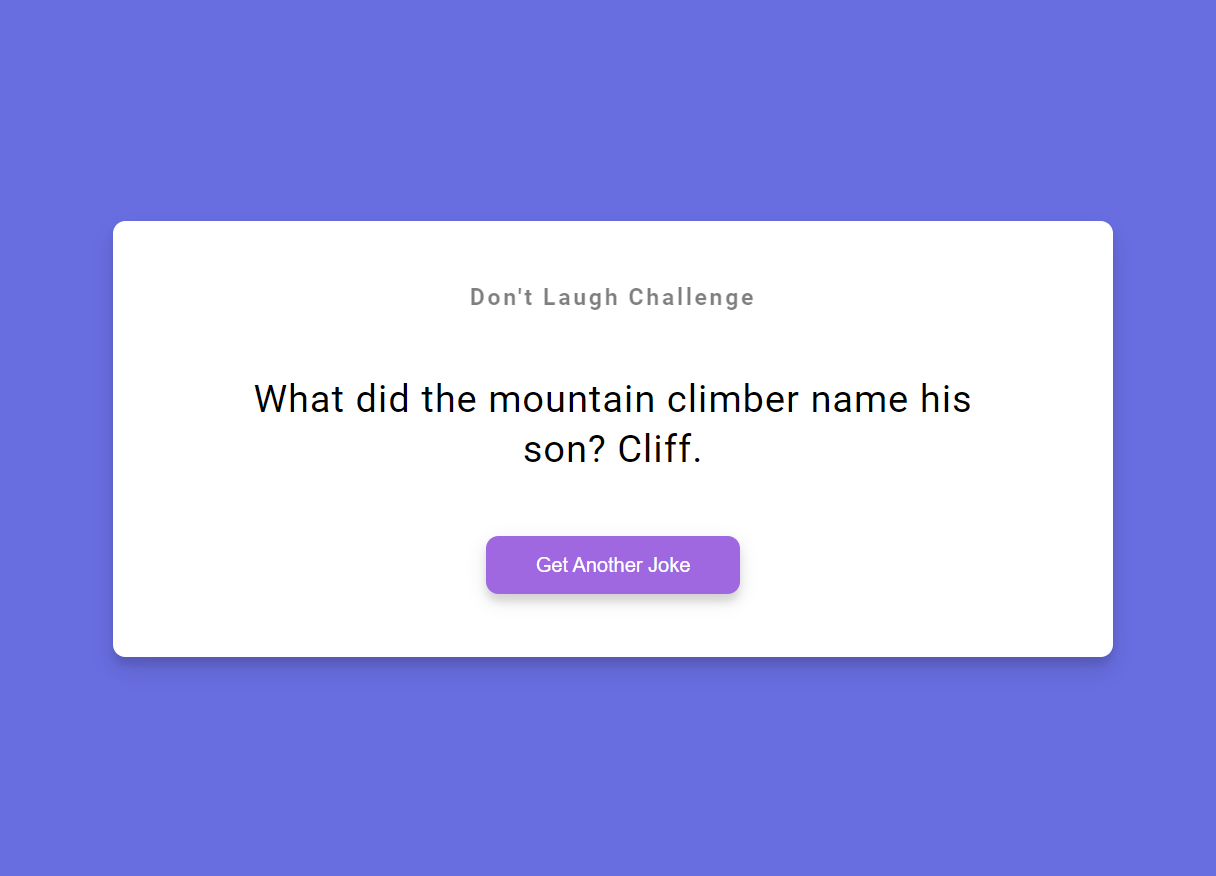 Don't Laugh Challenge
What did the mountain climber name his
son? Cliff.
Get Another Joke